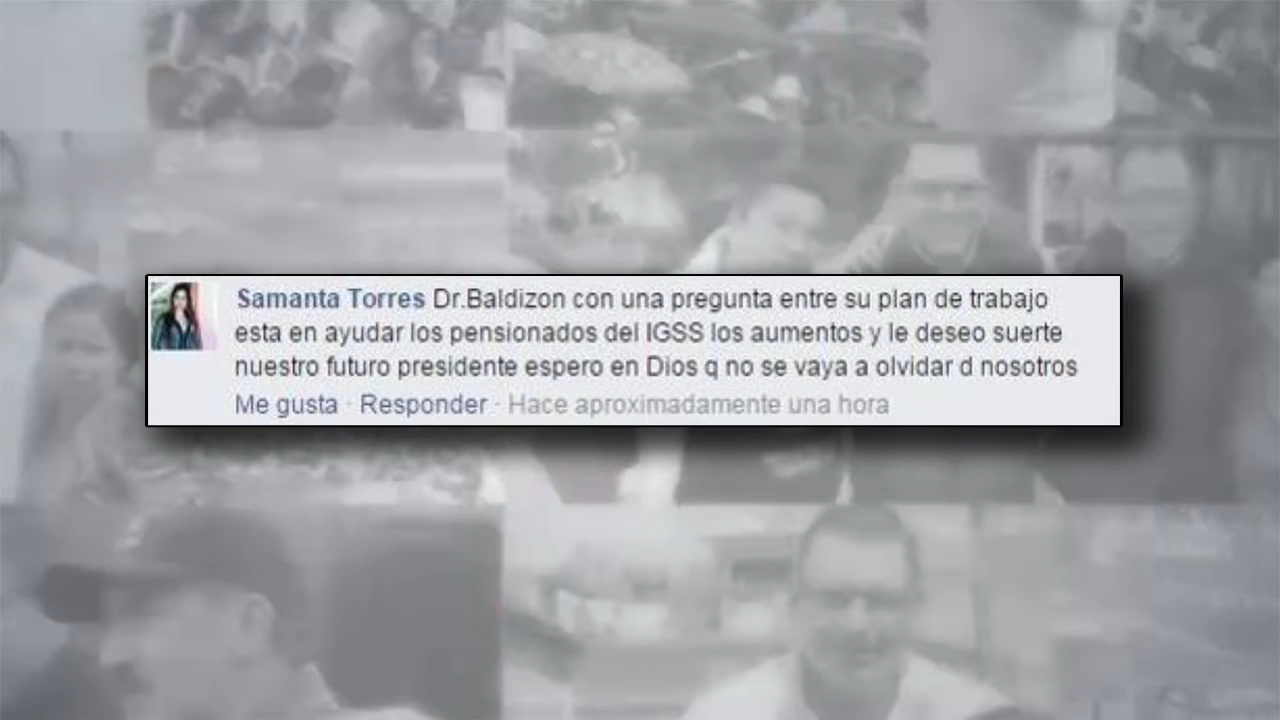 Samanta Torres Dr.Baldizon con una pregunta entre su plan de trabajo
esta en ayudar los pensionados del IGSS los aumentos y le deseo suerte
nuestro futuro presidente espero en Dios q no se vaya a olvidar d nosotros
Me gusta · Responder · Hace aproximadamente una hora